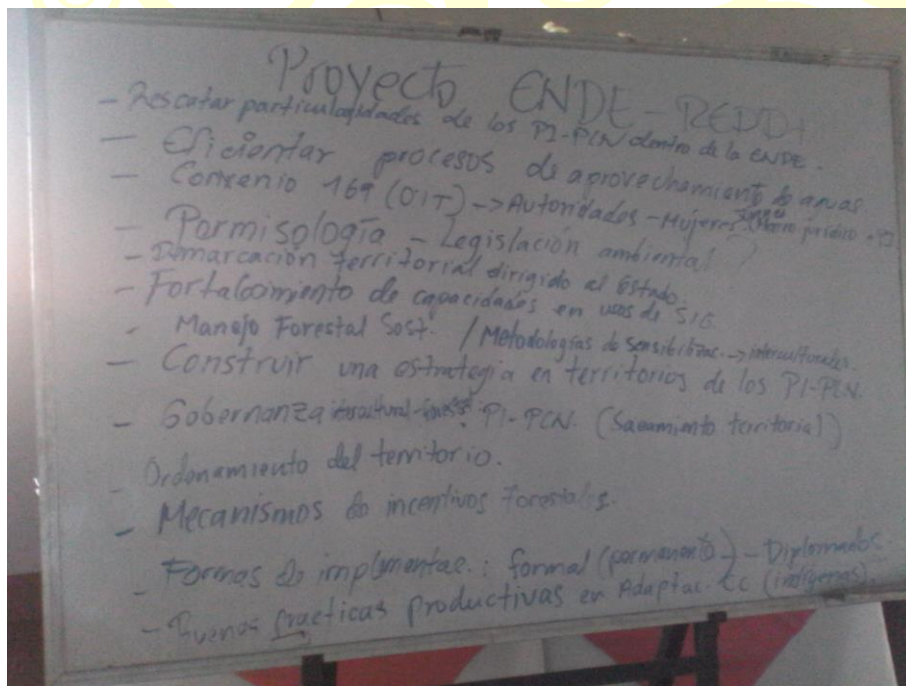 Proyecto ENDE-REDD+
- Rescatar particularidades de los PI-PCN dentro de la ENDE.
- Eficientar procesos de aprovechamiento de aguas
- Convenio 169 (OIT) -> Autoridades - Mujeres - Jóvenes (Marco jurídico
- Permisología - Legislación ambiental ?
- Demarcación territorial dirigido al Estado.
- Fortalecimiento de capacidades en usos de SIG.
- Manejo Forestal Sost. / Metodologías de sensibilizac. -> interculturales.
- Construir una estrategia en territorios de los PI-PCN.
- Gobernanza PI-PCN. (Saneamiento territorial)
- Ordenamiento del territorio.
- Mecanismos de incentivos forestales.
- Formas de implementac.: formal (permanente) - Diplomados
- Buenas practicas productivas en Adaptac. CC (indígenas).